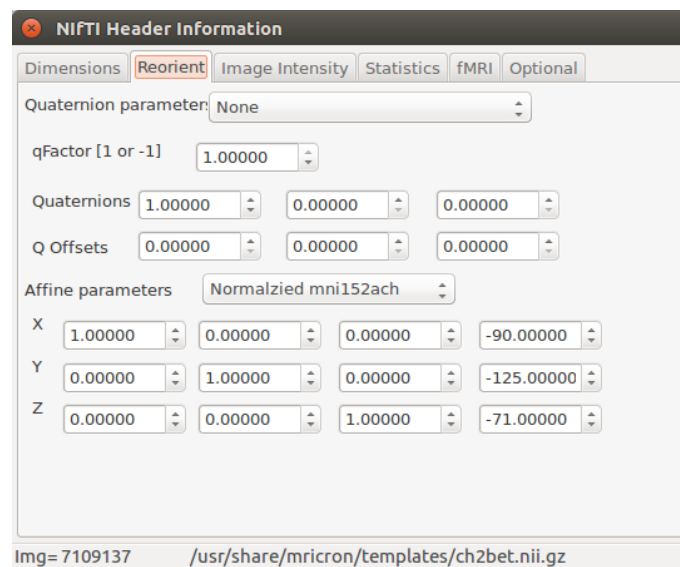 NIfTI Header Information
Dimensions Reorient Image Intensity Statistics fMRI Optional
Quaternion parameter: None
qFactor [1 or -1] 1.00000
Quaternions 1.00000 0.00000 0.00000
Q Offsets 0.00000 0.00000 0.00000
Affine parameters Normalzied mni152ach
X 1.00000 0.00000 0.00000 -90.00000
Y 0.00000 1.00000 0.00000 -125.00000
Z 0.00000 0.00000 1.00000 -71.00000
Img= 7109137 /usr/share/mricron/templates/ch2bet.nii.gz